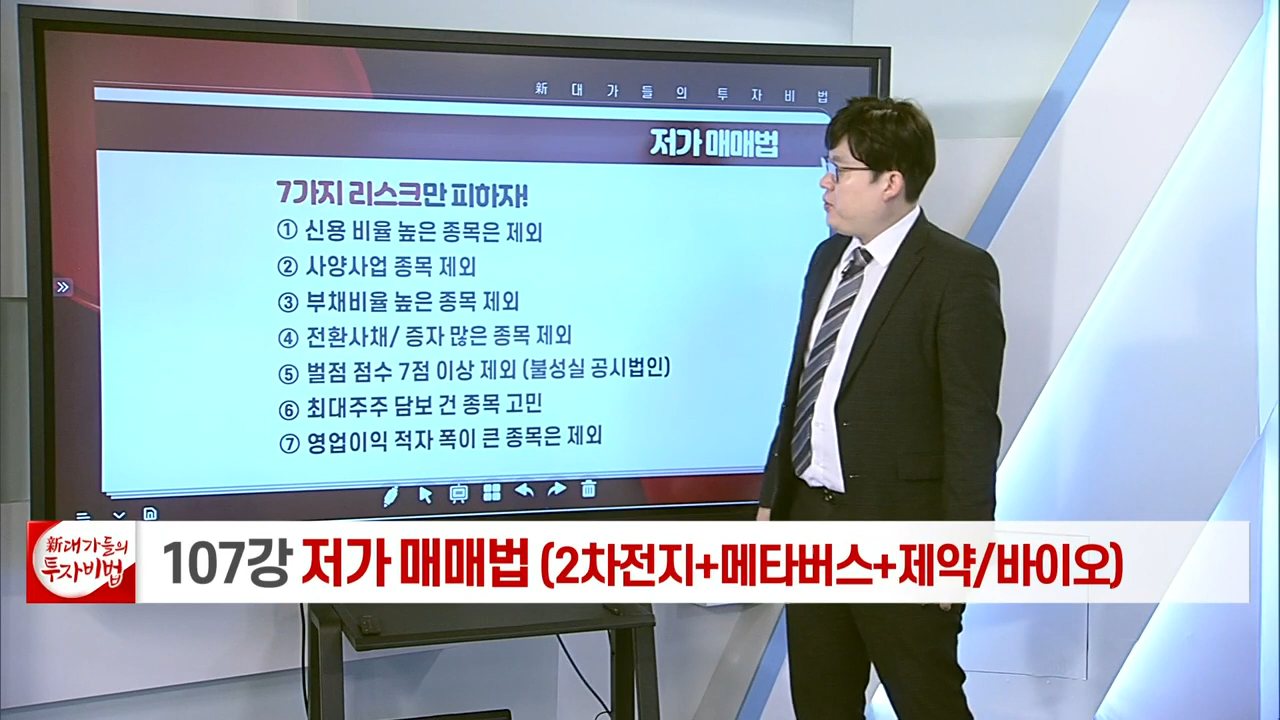 新 대 가 들 의 투 자 비 법
저가 매매법
7가지 리스크만 피하자!
① 신용 비율 높은 종목은 제외
② 사양사업 종목 제외
③ 부채비율 높은 종목 제외
④ 전환사채/ 증자 많은 종목 제외
⑤ 벌점 점수 7점 이상 제외 (불성실 공시법인)
⑥ 최대주주 담보 건 종목 고민
⑦ 영업이익 적자 폭이 큰 종목은 제외
新대가들의
투자비법
107강 저가 매매법 (2차전지+메타버스+제약/바이오)